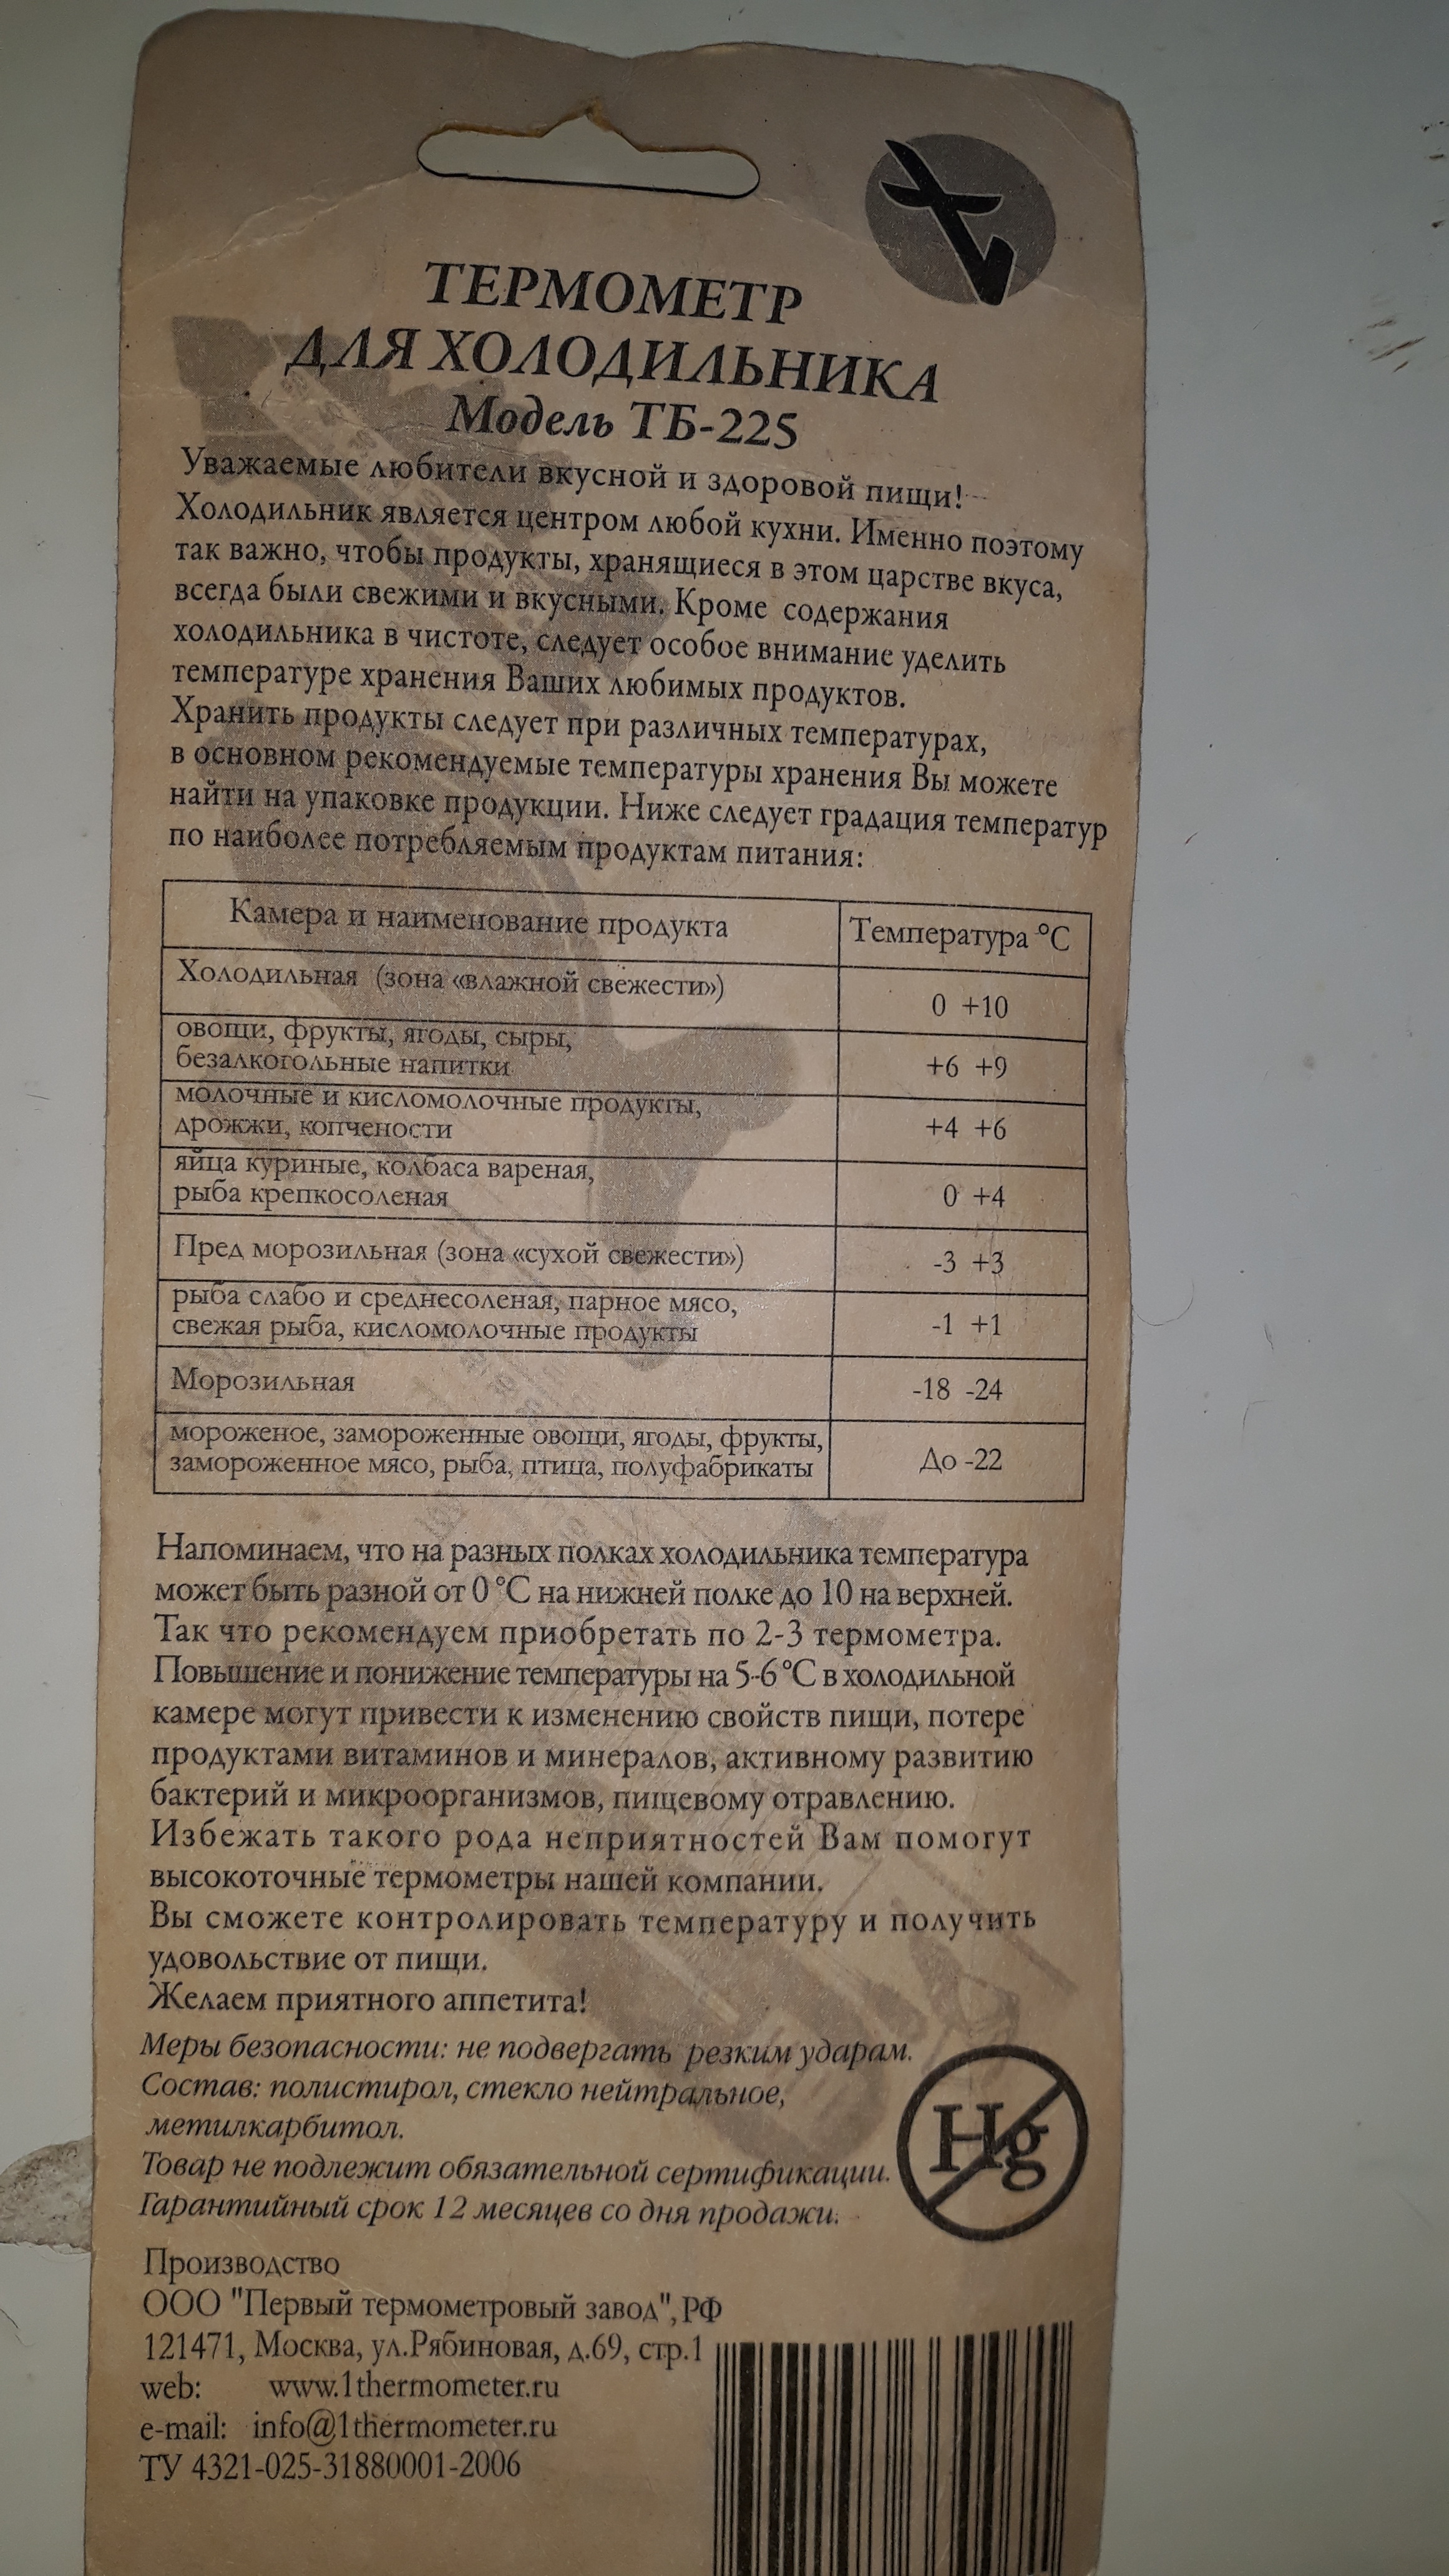 ТЕРМОМЕТР
ДЛЯ ХОЛОДИЛЬНИКА
Модель ТБ-225
Уважаемые любители вкусной и здоровой пищи!
Холодильник является центром любой кухни. Именно поэтому
так важно, чтобы продукты, хранящиеся в этом царстве вкуса,
всегда были свежими и вкусными. Кроме содержания
холодильника в чистоте, следует особое внимание уделить
температуре хранения Ваших любимых продуктов.
Хранить продукты следует при различных температурах,
в основном рекомендуемые температуры хранения Вы можете
найти на упаковке продукции. Ниже следует градация температур
по наиболее потребляемым продуктам питания:
Камера и наименование продукта Температура °С
Холодильная (зона «влажной свежести») 0 +10
овощи, фрукты, ягоды, сыры,
безалкогольные напитки +6 +9
молочные и кисломолочные продукты,
дрожжи, копчености +4 +6
яйца куриные, колбаса вареная,
рыба крепкосоленая 0 +4
Пред морозильная (зона «сухой свежести») -3 +3
рыба слабо и среднесоленая, парное мясо,
свежая рыба, кисломолочные продукты -1 +1
Морозильная -18 -24
мороженое, замороженные овощи, ягоды, фрукты,
замороженное мясо, рыба, птица, полуфабрикаты До -22
Напоминаем, что на разных полках холодильника температура
может быть разной от 0 °С на нижней полке до 10 на верхней.
Так что рекомендуем приобретать по 2-3 термометра.
Повышение и понижение температуры на 5-6 °С в холодильной
камере могут привести к изменению свойств пищи, потере
продуктами витаминов и минералов, активному развитию
бактерий и микроорганизмов, пищевому отравлению.
Избежать такого рода неприятностей Вам помогут
высокоточные термометры нашей компании.
Вы сможете контролировать температуру и получить
удовольствие от пищи.
Желаем приятного аппетита!
Меры безопасности: не подвергать резким ударам.
Состав: полистирол, стекло нейтральное,
метилкарбитол.
Hg
Товар не подлежит обязательной сертификации.
Гарантийный срок 12 месяцев со дня продажи.
Производство
ООО "Первый термометровый завод", РФ
121471, Москва, ул.Рябиновая, д.69, стр.1
web: www.1thermometer.ru
e-mail: info@1thermometer.ru
ТУ 4321-025-31880001-2006